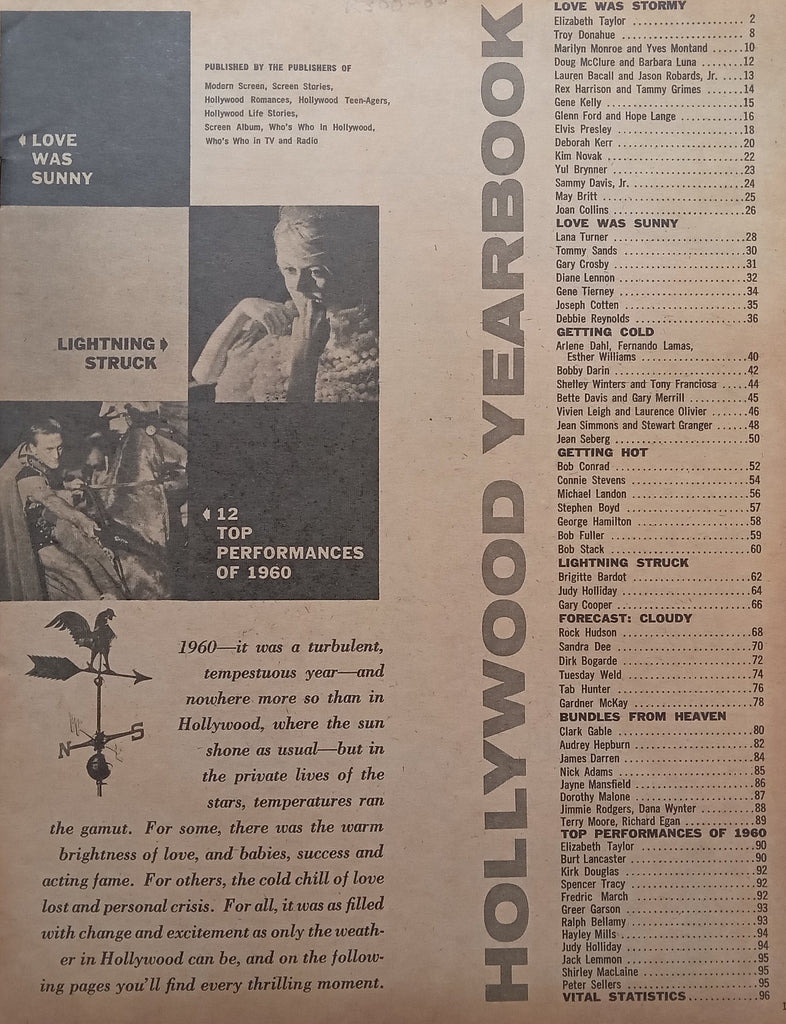 PUBLISHED BY THE PUBLISHERS OF
Modern Screen, Screen Stories,
Hollywood Romances, Hollywood Teen-Agers,
Hollywood Life Stories,
Screen Album, Who's Who In Hollywood,
Who's Who in TV and Radio
LOVE
WAS
SUNNY
LIGHTNING
STRUCK
12
TOP
PERFORMANCES
OF 1960
N
S
1960—it was a turbulent,
tempestuous year—and
nowhere more so than in
Hollywood, where the sun
shone as usual—but in
the private lives of the
stars, temperatures ran
the gamut. For some, there was the warm
brightness of love, and babies, success and
acting fame. For others, the cold chill of love
lost and personal crisis. For all, it was as filled
with change and excitement as only the weath-
er in Hollywood can be, and on the follow-
ing pages you'll find every thrilling moment.
HOLLYWOOD YEARBOOK
LOVE WAS STORMY
Elizabeth Taylor ..................... 2
Troy Donahue ..................... 8
Marilyn Monroe and Yves Montand ......10
Doug McClure and Barbara Luna ........12
Lauren Bacall and Jason Robards, Jr. ....13
Rex Harrison and Tammy Grimes .......14
Gene Kelly .....................15
Glenn Ford and Hope Lange ...........16
Elvis Presley .....................18
Deborah Kerr .....................20
Kim Novak .....................22
Yul Brynner .....................23
Sammy Davis, Jr. .....................24
May Britt .....................25
Joan Collins .....................26
LOVE WAS SUNNY
Lana Turner .....................28
Tommy Sands .....................30
Gary Crosby .....................31
Diane Lennon .....................32
Gene Tierney .....................34
Joseph Cotten .....................35
Debbie Reynolds .....................36
GETTING COLD
Arlene Dahl, Fernando Lamas,
Esther Williams .....................40
Bobby Darin .....................42
Shelley Winters and Tony Franciosa .....44
Bette Davis and Gary Merrill ...........45
Vivien Leigh and Laurence Olivier .......46
Jean Simmons and Stewart Granger ......48
Jean Seberg .....................50
GETTING HOT
Bob Conrad .....................52
Connie Stevens .....................54
Michael Landon .....................56
Stephen Boyd .....................57
George Hamilton .....................58
Bob Fuller .....................59
Bob Stack .....................60
LIGHTNING STRUCK
Brigitte Bardot .....................62
Judy Holliday .....................64
Gary Cooper .....................66
FORECAST: CLOUDY
Rock Hudson .....................68
Sandra Dee .....................70
Dirk Bogarde .....................72
Tuesday Weld .....................74
Tab Hunter .....................76
Gardner McKay .....................78
BUNDLES FROM HEAVEN
Clark Gable .....................80
Audrey Hepburn .....................82
James Darren .....................84
Nick Adams .....................85
Jayne Mansfield .....................86
Dorothy Malone .....................87
Jimmie Rodgers, Dana Wynter ..........88
Terry Moore, Richard Egan .............89
TOP PERFORMANCES OF 1960
Elizabeth Taylor .....................90
Burt Lancaster .....................90
Kirk Douglas .....................92
Spencer Tracy .....................92
Fredric March .....................92
Greer Garson .....................93
Ralph Bellamy .....................93
Hayley Mills .....................94
Judy Holliday .....................94
Jack Lemmon .....................95
Shirley MacLaine .....................95
Peter Sellers .....................95
VITAL STATISTICS.............96
1